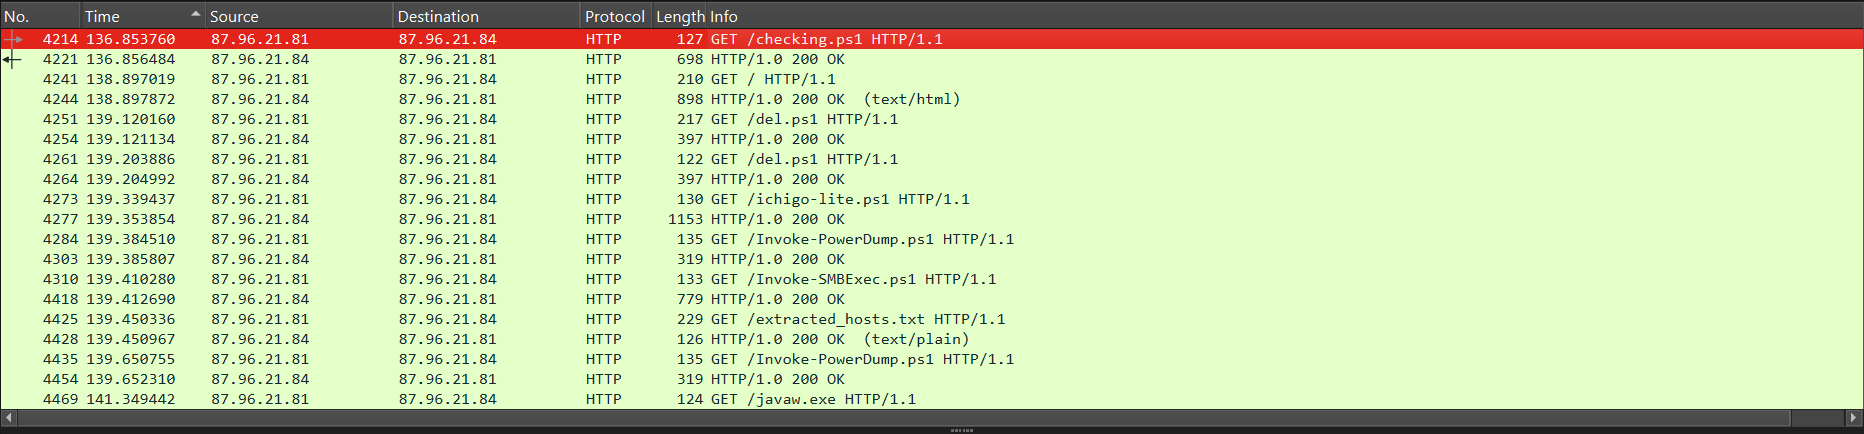 No. Time Source Destination Protocol Length Info
4214 136.853760 87.96.21.81 87.96.21.84 HTTP 127 GET /checking.ps1 HTTP/1.1
4221 136.856484 87.96.21.84 87.96.21.81 HTTP 698 HTTP/1.0 200 OK
4241 138.897019 87.96.21.81 87.96.21.84 HTTP 210 GET / HTTP/1.1
4244 138.897872 87.96.21.84 87.96.21.81 HTTP 898 HTTP/1.0 200 OK (text/html)
4251 139.120160 87.96.21.81 87.96.21.84 HTTP 217 GET /del.ps1 HTTP/1.1
4254 139.121134 87.96.21.84 87.96.21.81 HTTP 397 HTTP/1.0 200 OK
4261 139.203886 87.96.21.81 87.96.21.84 HTTP 122 GET /del.ps1 HTTP/1.1
4264 139.204992 87.96.21.84 87.96.21.81 HTTP 397 HTTP/1.0 200 OK
4273 139.339437 87.96.21.81 87.96.21.84 HTTP 130 GET /ichigo-lite.ps1 HTTP/1.1
4277 139.353854 87.96.21.84 87.96.21.81 HTTP 1153 HTTP/1.0 200 OK
4284 139.384510 87.96.21.81 87.96.21.84 HTTP 135 GET /Invoke-PowerDump.ps1 HTTP/1.1
4303 139.385807 87.96.21.84 87.96.21.81 HTTP 319 HTTP/1.0 200 OK
4310 139.410280 87.96.21.81 87.96.21.84 HTTP 133 GET /Invoke-SMBExec.ps1 HTTP/1.1
4418 139.412690 87.96.21.84 87.96.21.81 HTTP 779 HTTP/1.0 200 OK
4425 139.450336 87.96.21.81 87.96.21.84 HTTP 229 GET /extracted_hosts.txt HTTP/1.1
4428 139.450967 87.96.21.84 87.96.21.81 HTTP 126 HTTP/1.0 200 OK (text/plain)
4435 139.650755 87.96.21.81 87.96.21.84 HTTP 135 GET /Invoke-PowerDump.ps1 HTTP/1.1
4454 139.652310 87.96.21.84 87.96.21.81 HTTP 319 HTTP/1.0 200 OK
4469 141.349442 87.96.21.81 87.96.21.84 HTTP 124 GET /javaw.exe HTTP/1.1